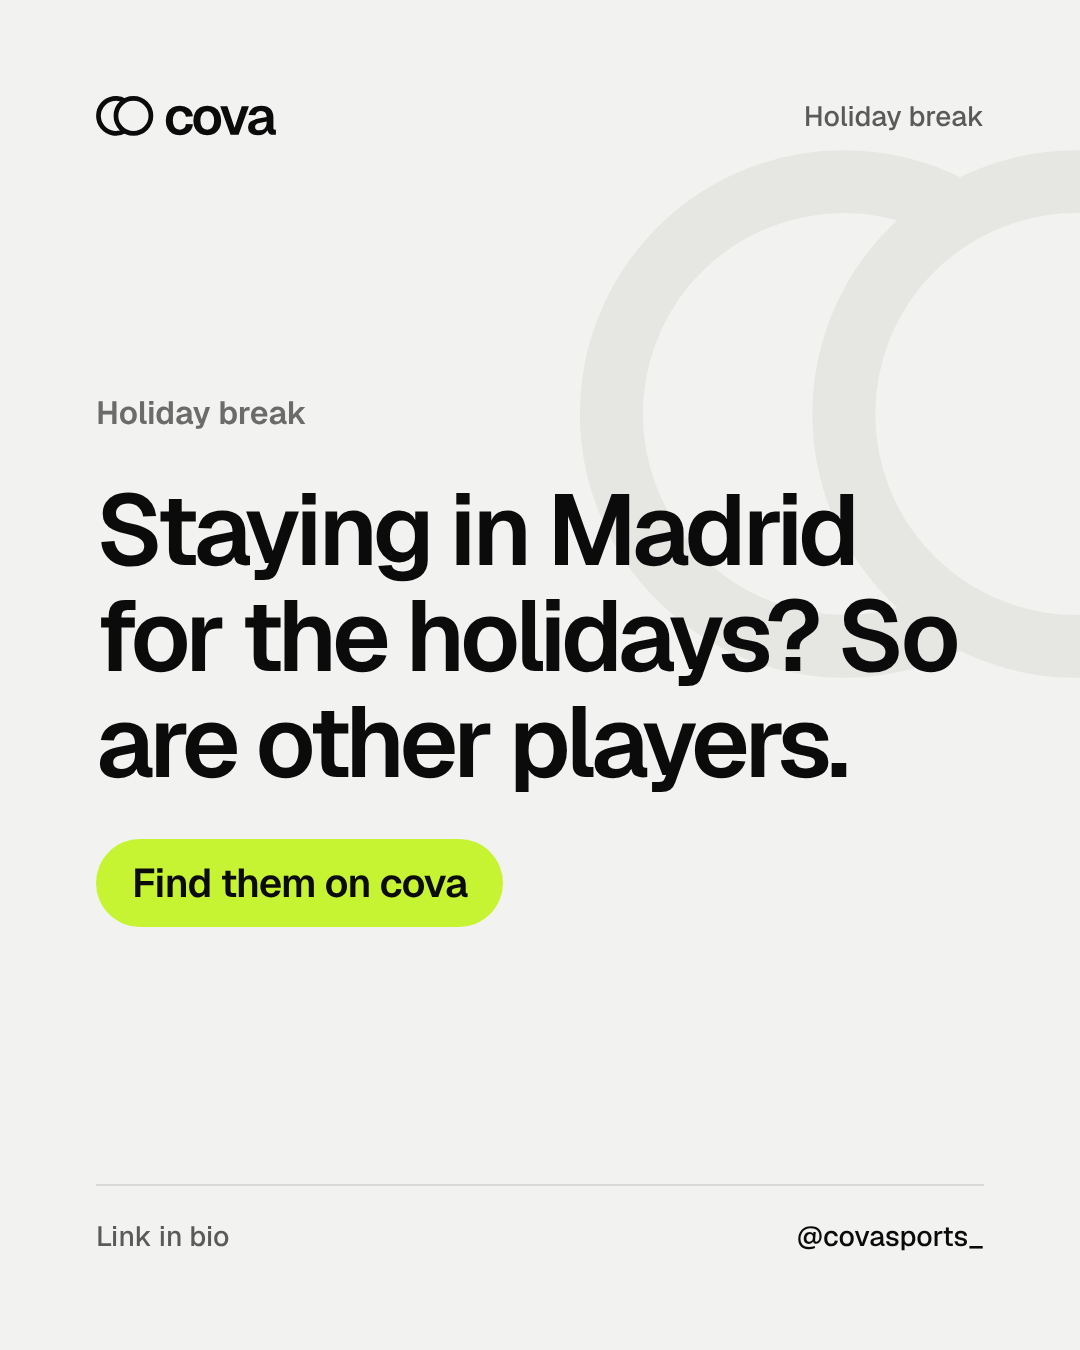 cova
Holiday break
Holiday break
Staying in Madrid
for the holidays? So
are other players.
Find them on cova
Link in bio
@covasports_